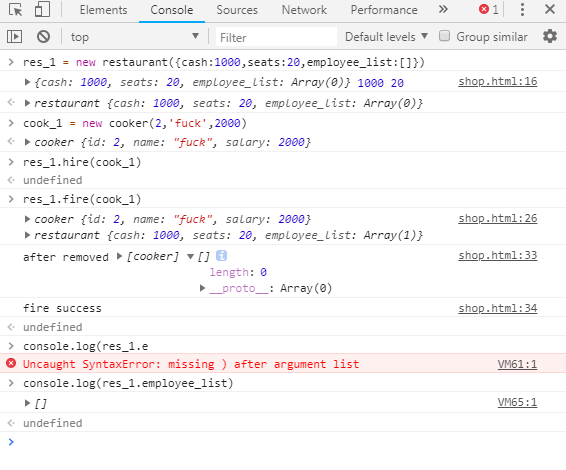 Elements Console Sources Network Performance » 1
top Filter Default levels Group similar
> res_1 = new restaurant({cash:1000,seats:20,employee_list:[]})
{cash: 1000, seats: 20, employee_list: Array(0)} 1000 20 shop.html:16
restaurant {cash: 1000, seats: 20, employee_list: Array(0)}
> cook_1 = new cooker(2,'fuck',2000)
cooker {id: 2, name: "fuck", salary: 2000}
> res_1.hire(cook_1)
undefined
> res_1.fire(cook_1)
cooker {id: 2, name: "fuck", salary: 2000} shop.html:26
restaurant {cash: 1000, seats: 20, employee_list: Array(1)}
after removed [cooker] [] i shop.html:33
length: 0
__proto__: Array(0)
fire success shop.html:34
undefined
> console.log(res_1.e
Uncaught SyntaxError: missing ) after argument list VM61:1
> console.log(res_1.employee_list)
[] VM65:1
undefined
>